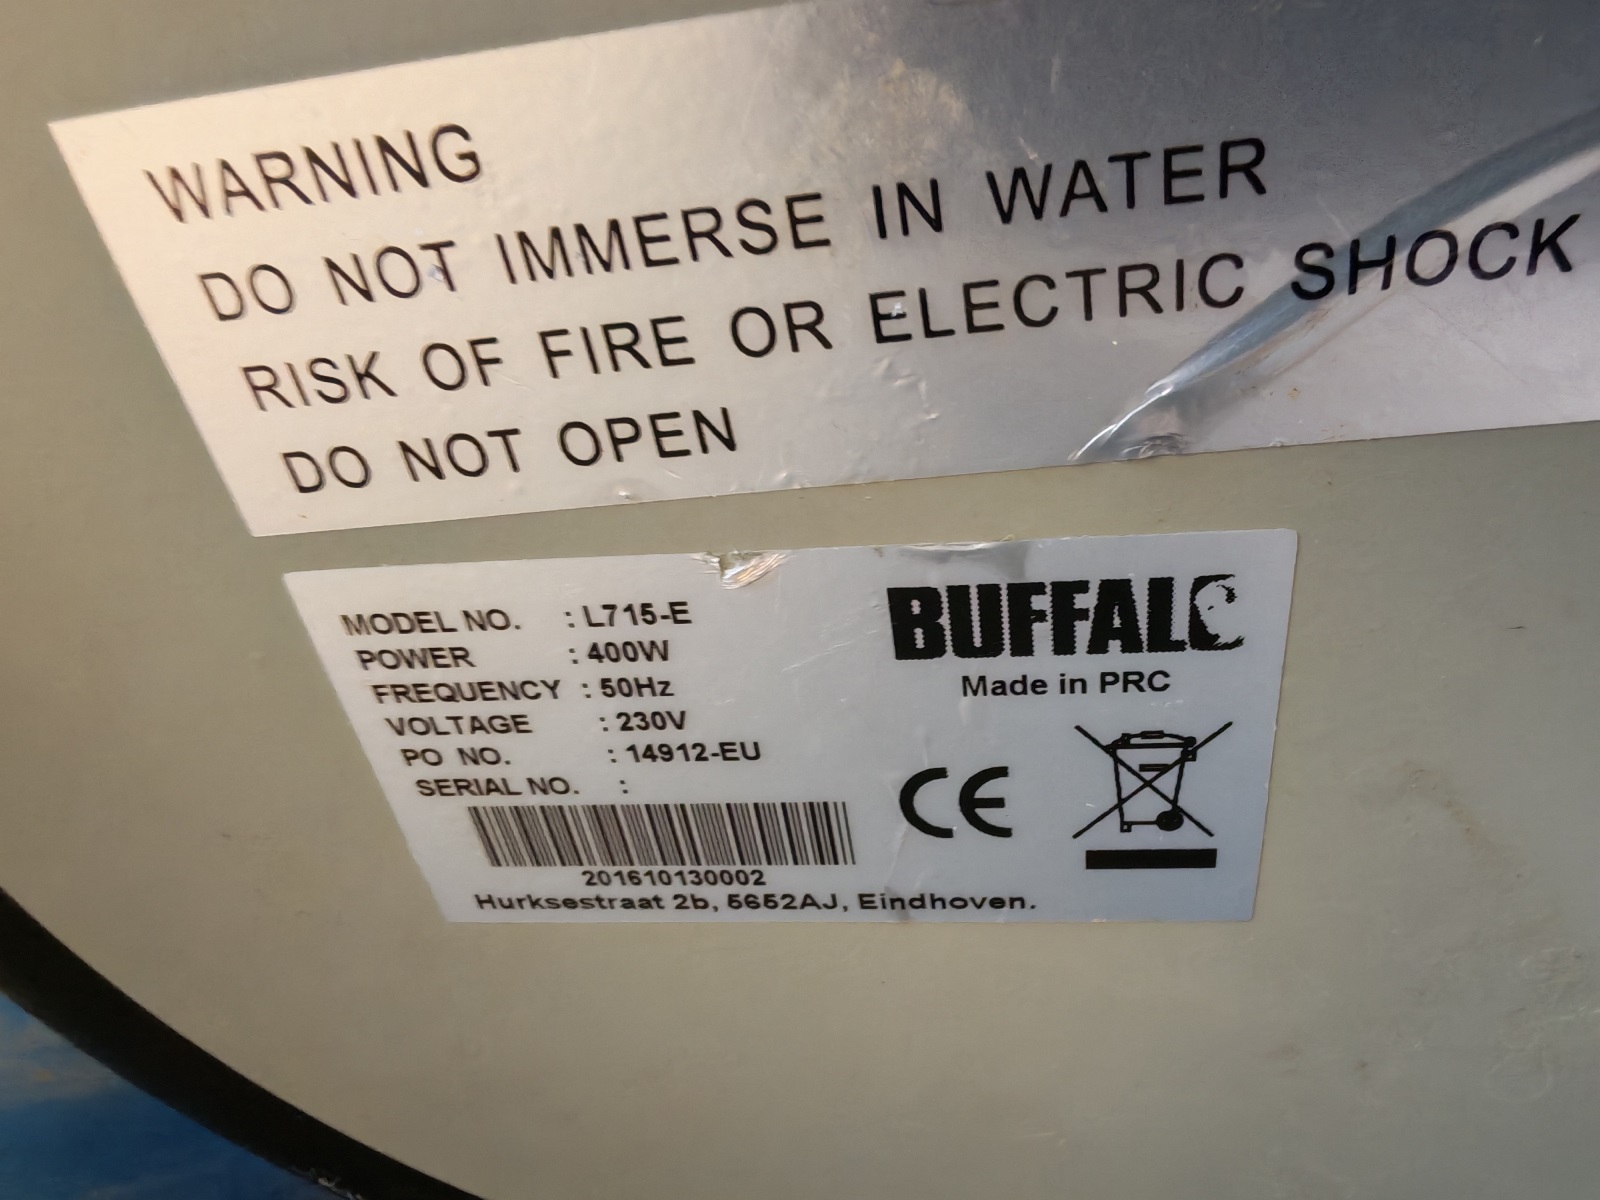 WARNING
DO NOT IMMERSE IN WATER
RISK OF FIRE OR ELECTRIC SHOCK
DO NOT OPEN
MODEL NO. : L715-E
POWER : 400W
FREQUENCY : 50Hz
VOLTAGE : 230V
PO NO. : 14912-EU
SERIAL NO. :
201610130002
Hurksestraat 2b, 5652AJ, Eindhoven.
BUFFALO
Made in PRC
CE